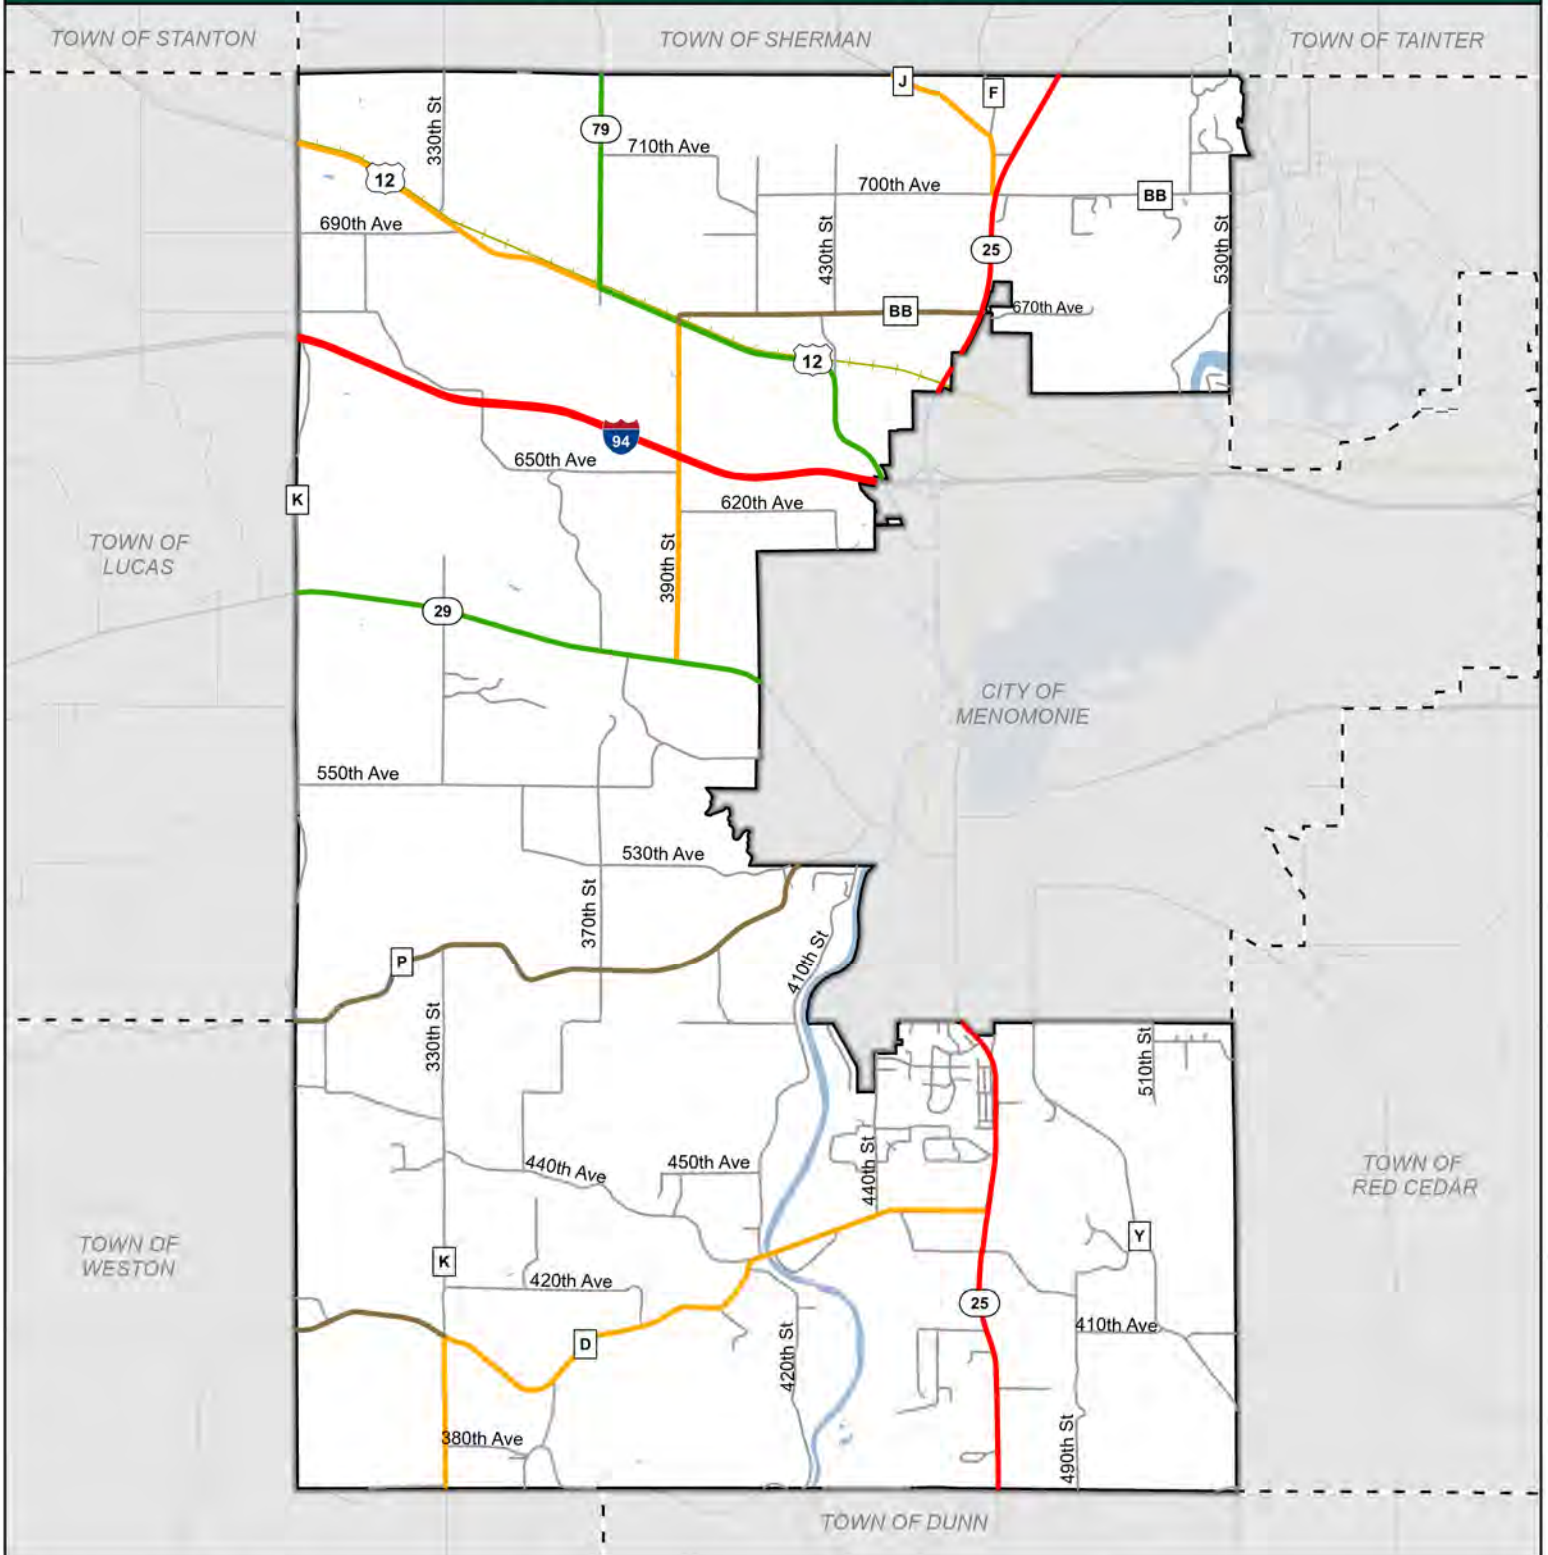 TOWN OF STANTON
TOWN OF SHERMAN
TOWN OF TAINTER
J
F
330th St
79
710th Ave
12
700th Ave
BB
690th Ave
430th St
25
530th St
BB
670th Ave
12
94
650th Ave
K
620th Ave
TOWN OF
LUCAS
390th St
29
CITY OF
MENOMONIE
550th Ave
530th Ave
370th St
P
410th St
330th St
510th St
440th Ave
450th Ave
440th St
TOWN OF
RED CEDAR
TOWN OF
WESTON
K
Y
420th Ave
25
D
420th St
410th Ave
380th Ave
490th St
TOWN OF DUNN